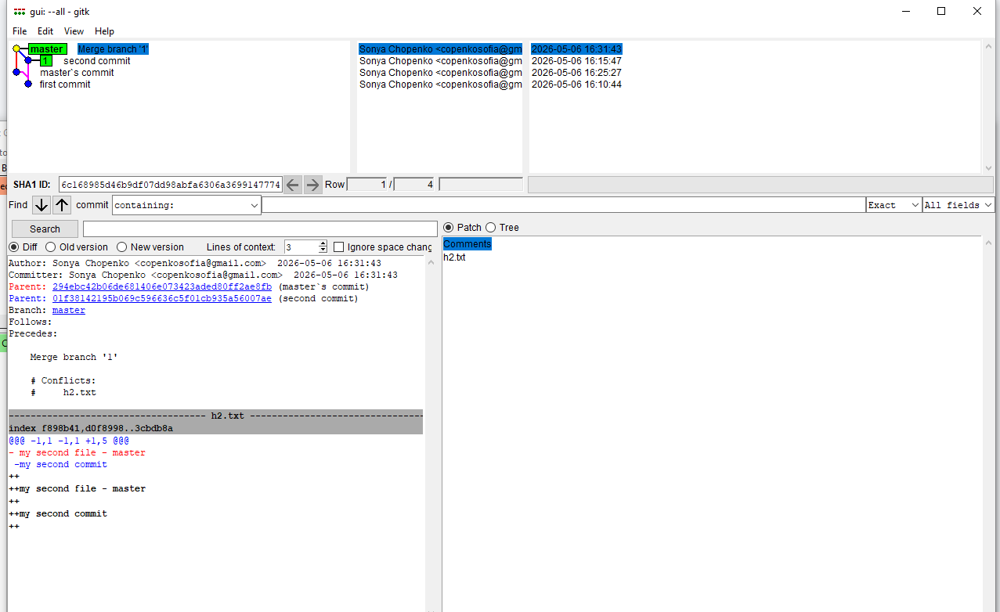 gui: --all - gitk
File Edit View Help
master Merge branch '1' Sonya Chopenko <copenkosofia@gm 2026-05-06 16:31:43
1 second commit Sonya Chopenko <copenkosofia@gm 2026-05-06 16:15:47
master`s commit Sonya Chopenko <copenkosofia@gm 2026-05-06 16:25:27
first commit Sonya Chopenko <copenkosofia@gm 2026-05-06 16:10:44
SHA1 ID: 6c168985d46b9df07dd98abfa6306a3699147774 Row 1 / 4
Find commit containing: Exact All fields
Search Patch Tree
Diff Old version New version Lines of context: 3 Ignore space chang
Comments
h2.txt
Author: Sonya Chopenko <copenkosofia@gmail.com>  2026-05-06 16:31:43
Committer: Sonya Chopenko <copenkosofia@gmail.com>  2026-05-06 16:31:43
Parent: 294ebc42b06de681406e073423aded80ff2ae8fb (master`s commit)
Parent: 01f38142195b069c596636c5f01cb935a56007ae (second commit)
Branch: master
Follows:
Precedes:
Merge branch '1'
# Conflicts:
#     h2.txt
------------------------------------ h2.txt --------------------------------
index f898b41,d0f8998..3cbdb8a
@@@ -1,1 -1,1 +1,5 @@@
- my second file - master
 -my second commit
++
++my second file - master
++
++my second commit
++